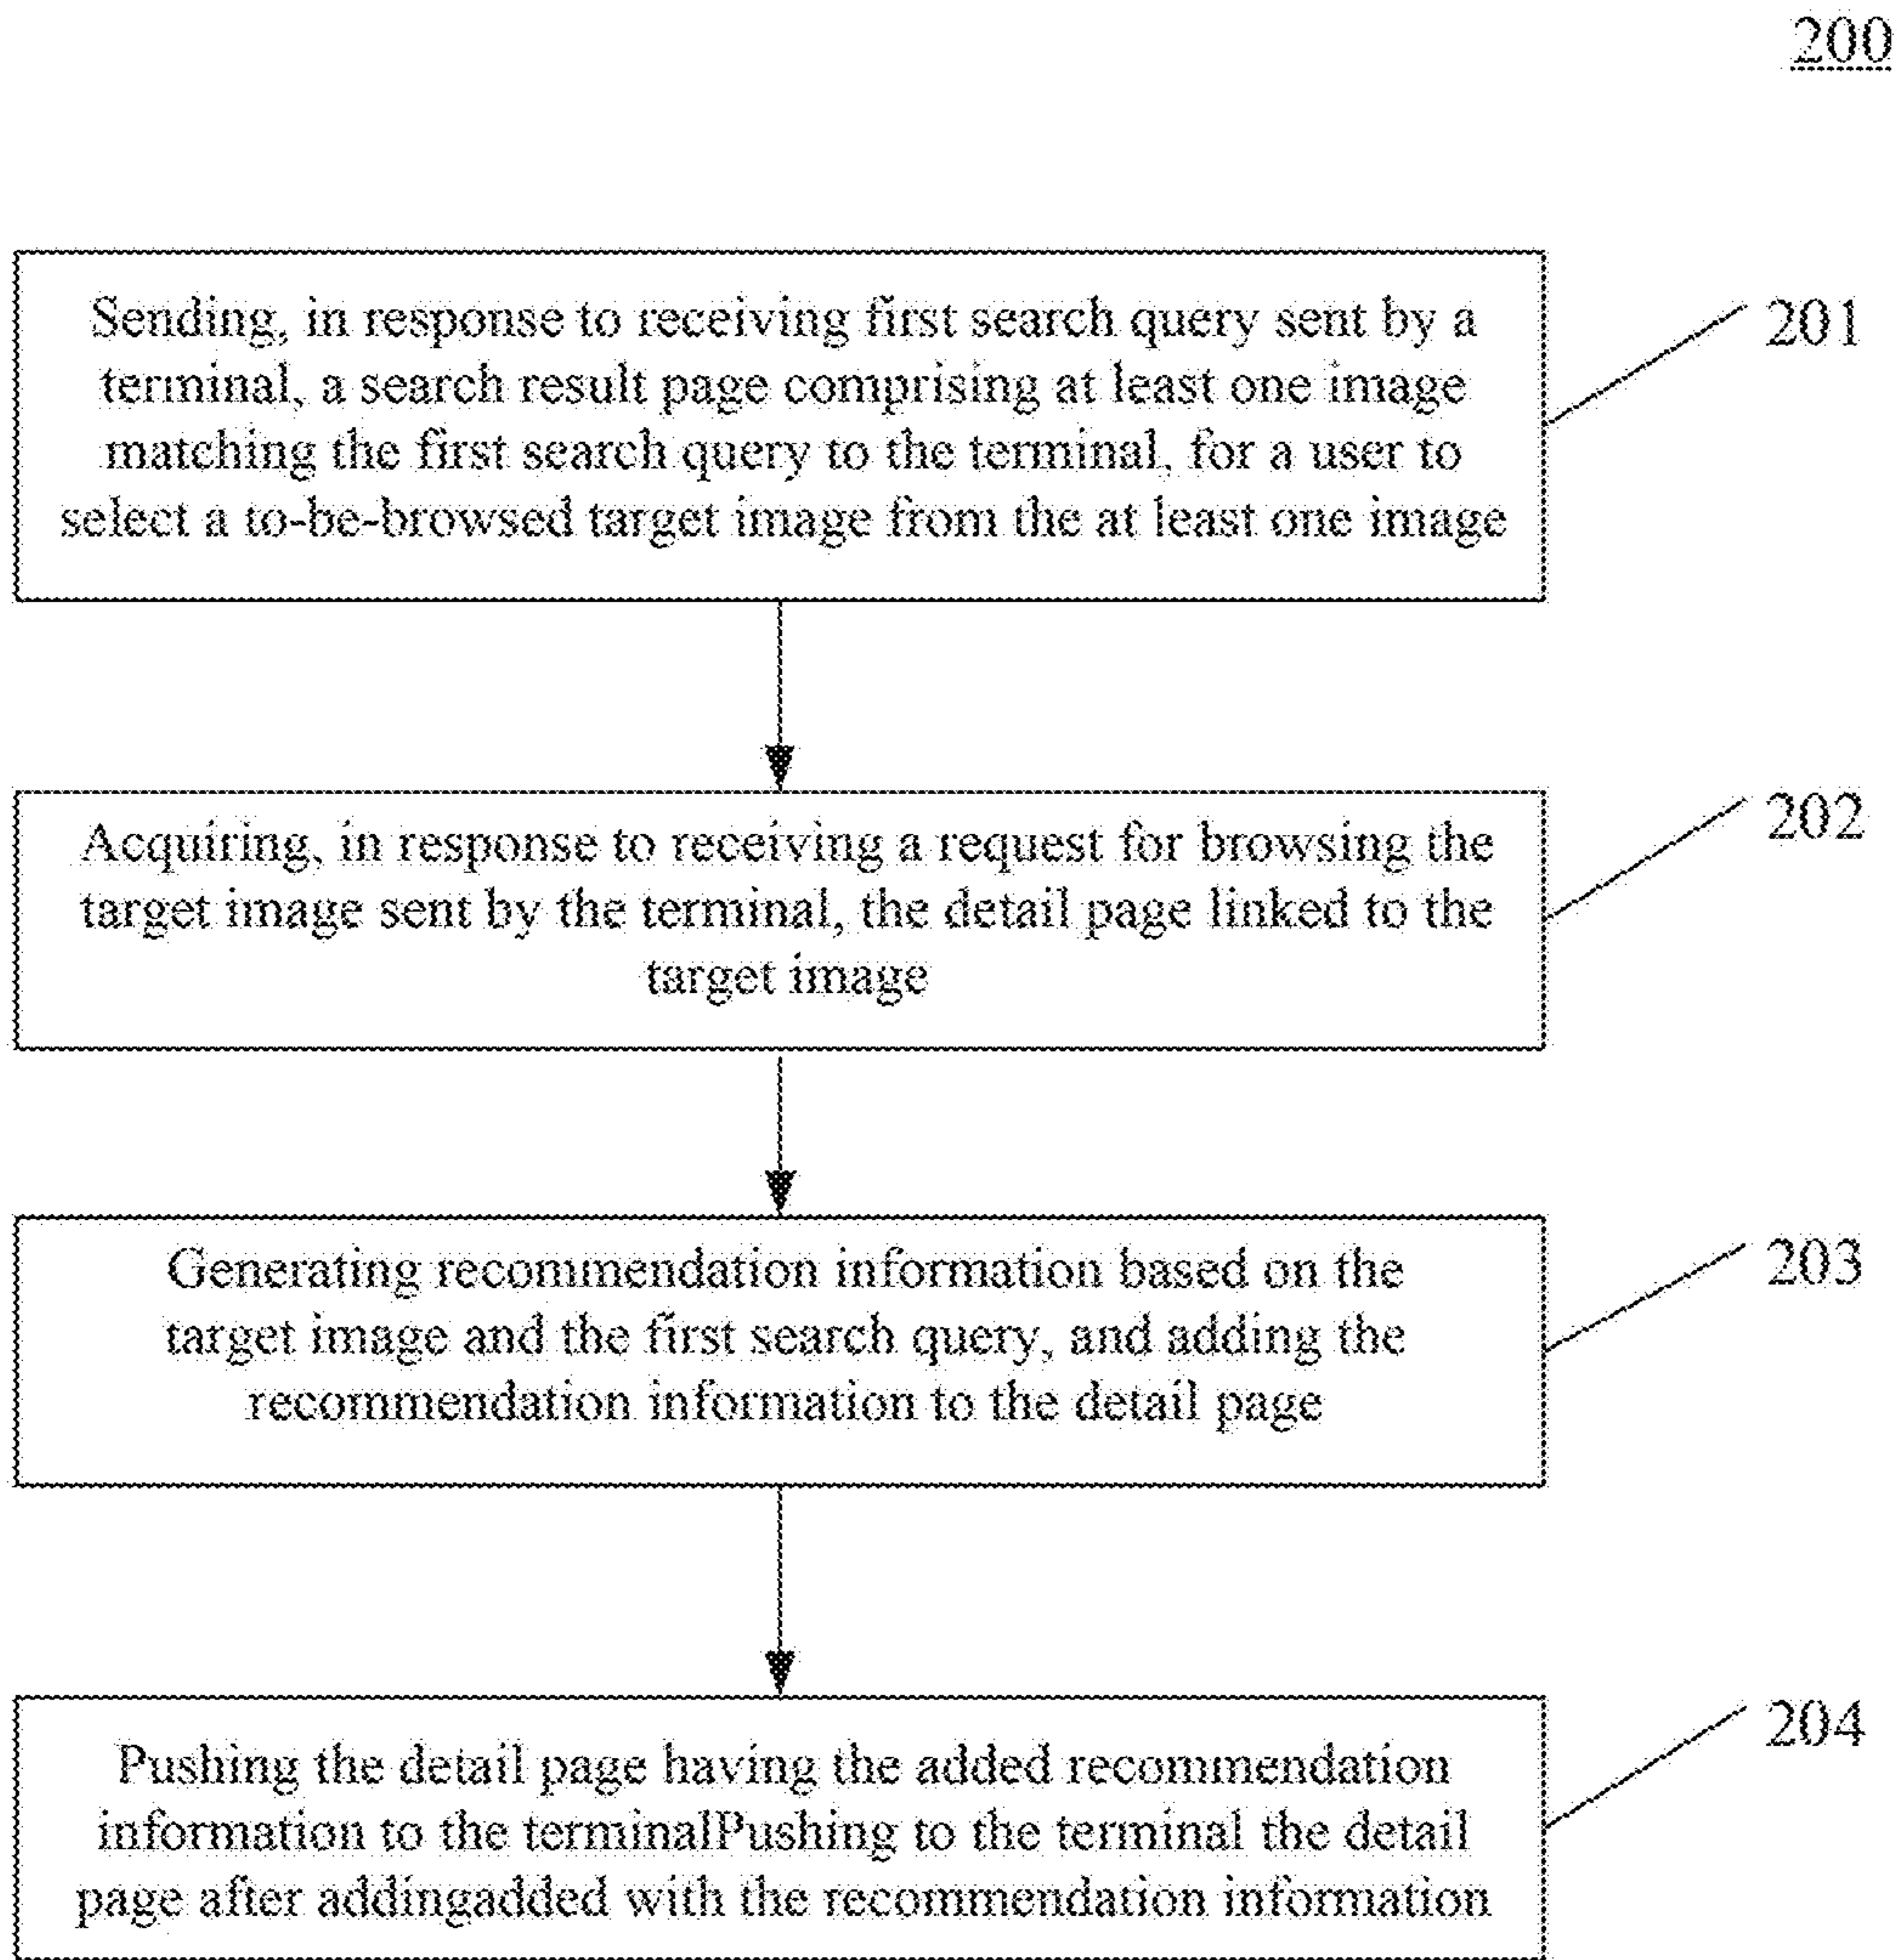 200
Sending, in response to receiving first search query sent by a
terminal, a search result page comprising at least one image
matching the first search query to the terminal, for a user to
select a to-be-browsed target image from the at least one image
201
Acquiring, in response to receiving a request for browsing the
target image sent by the terminal, the detail page linked to the
target image
202
Generating recommendation information based on the
target image and the first search query, and adding the
recommendation information to the detail page
203
Pushing the detail page having the added recommendation
information to the terminalPushing to the terminal the detail
page after addingadded with the recommendation information
204